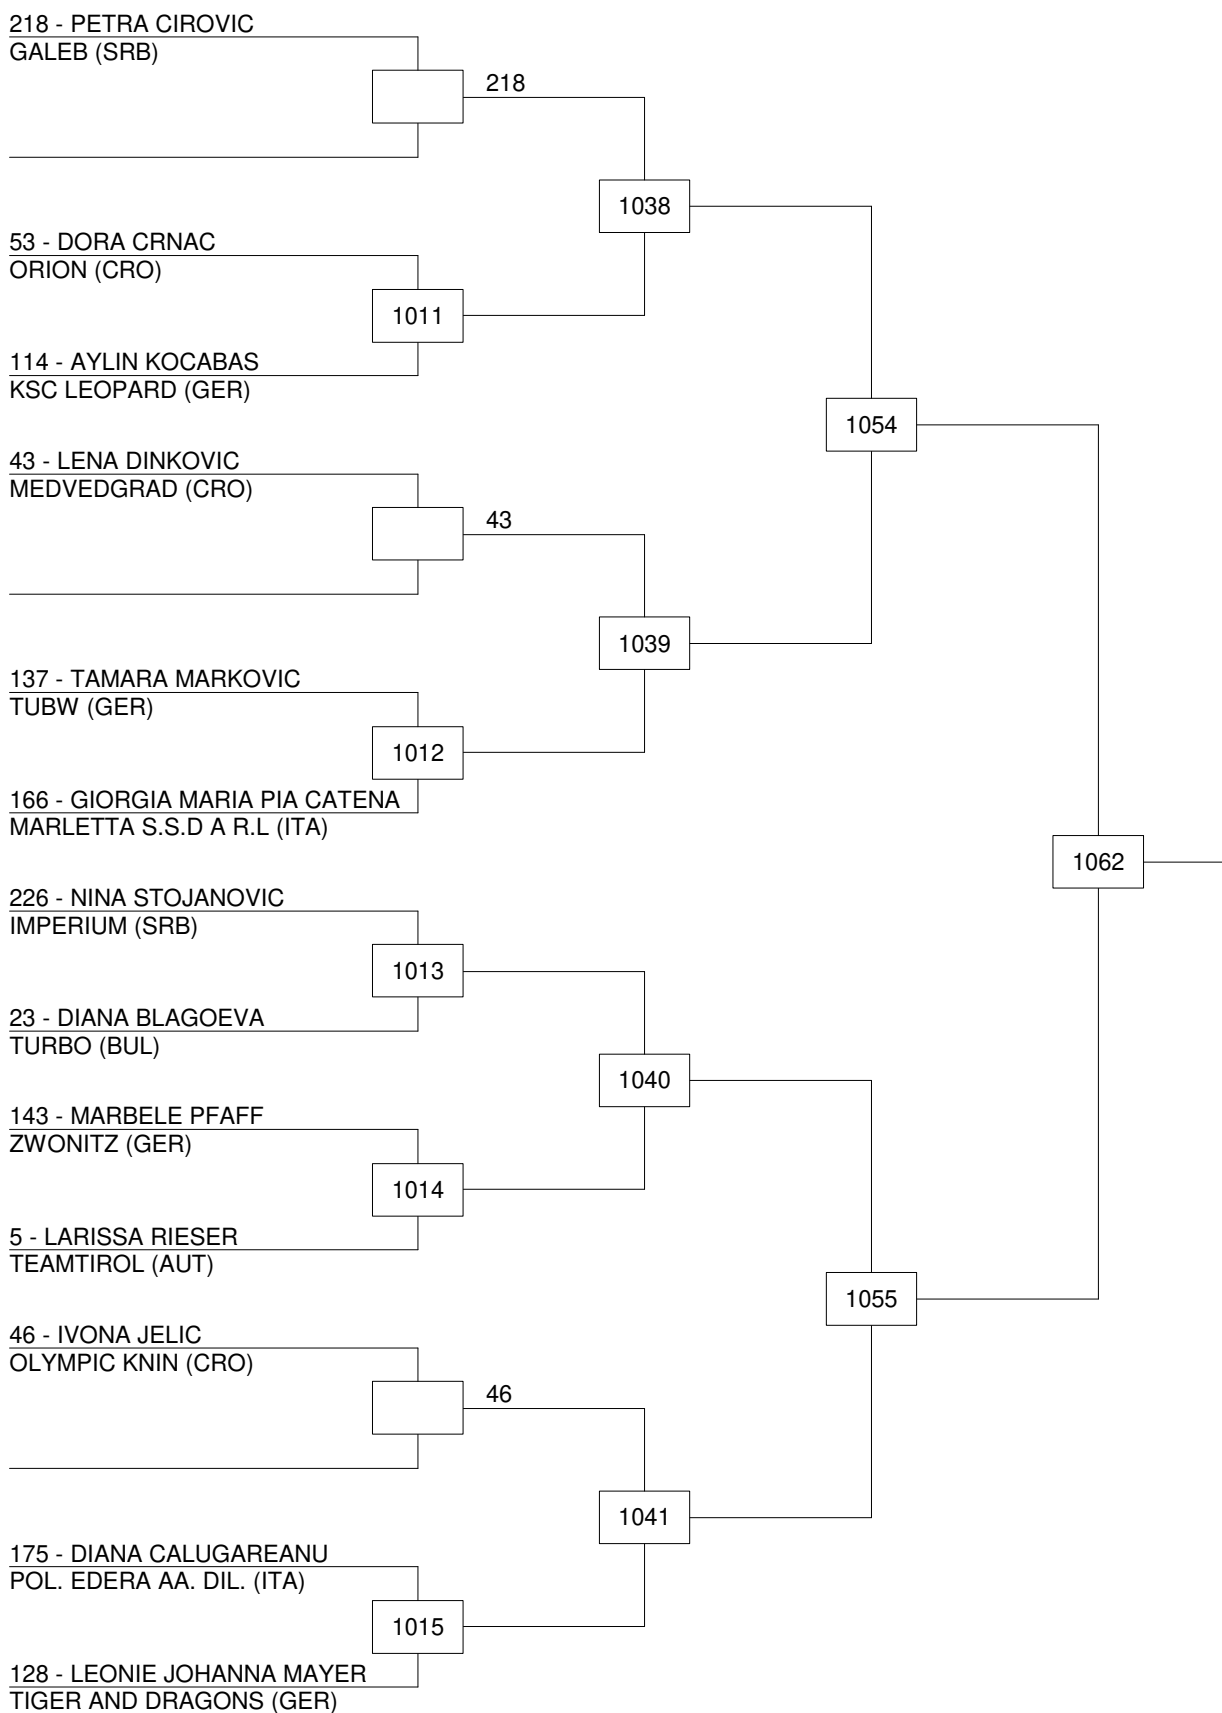 218 - PETRA CIROVIC
GALEB (SRB)
218
1038
53 - DORA CRNAC
ORION (CRO)
1011
114 - AYLIN KOCABAS
KSC LEOPARD (GER)
1054
43 - LENA DINKOVIC
MEDVEDGRAD (CRO)
43
1039
137 - TAMARA MARKOVIC
TUBW (GER)
1012
166 - GIORGIA MARIA PIA CATENA
MARLETTA S.S.D A R.L (ITA)
1062
226 - NINA STOJANOVIC
IMPERIUM (SRB)
1013
23 - DIANA BLAGOEVA
TURBO (BUL)
1040
143 - MARBELE PFAFF
ZWONITZ (GER)
1014
5 - LARISSA RIESER
TEAMTIROL (AUT)
1055
46 - IVONA JELIC
OLYMPIC KNIN (CRO)
46
1041
175 - DIANA CALUGAREANU
POL. EDERA AA. DIL. (ITA)
1015
128 - LEONIE JOHANNA MAYER
TIGER AND DRAGONS (GER)